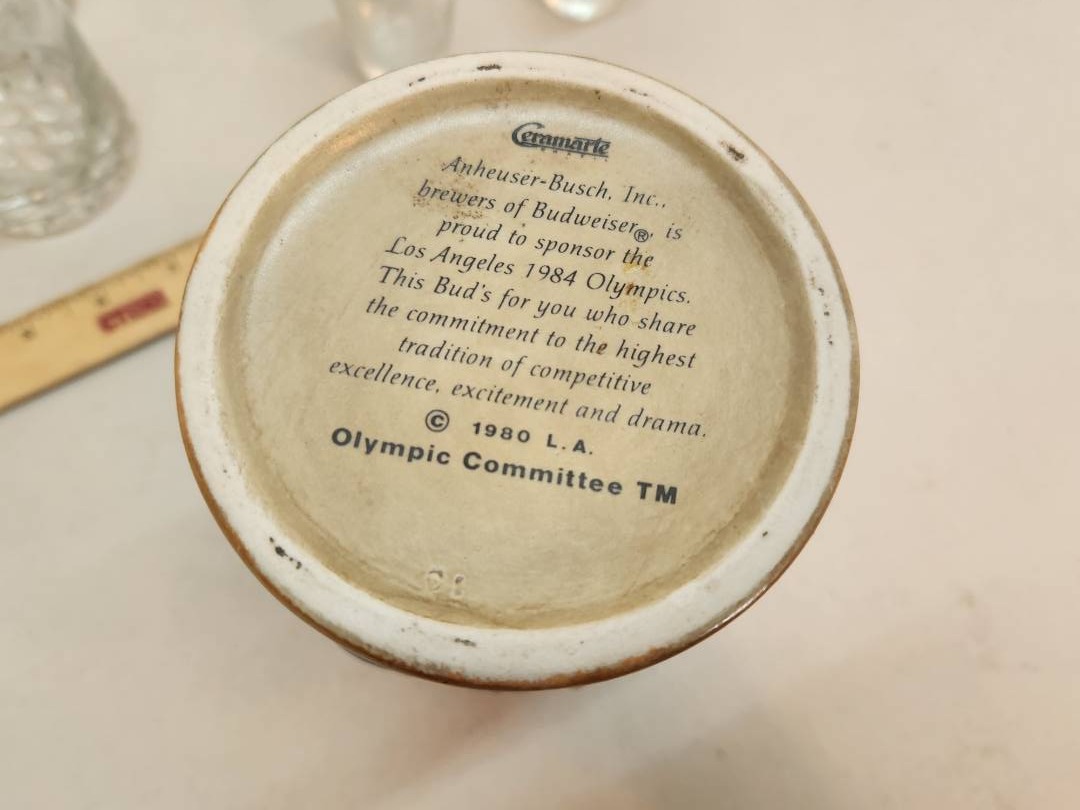 Ceramarte
Anheuser-Busch, Inc.,
brewers of Budweiser®, is
proud to sponsor the
Los Angeles 1984 Olympics.
This Bud's for you who share
the commitment to the highest
tradition of competitive
excellence, excitement and drama.
© 1980 L.A.
Olympic Committee TM